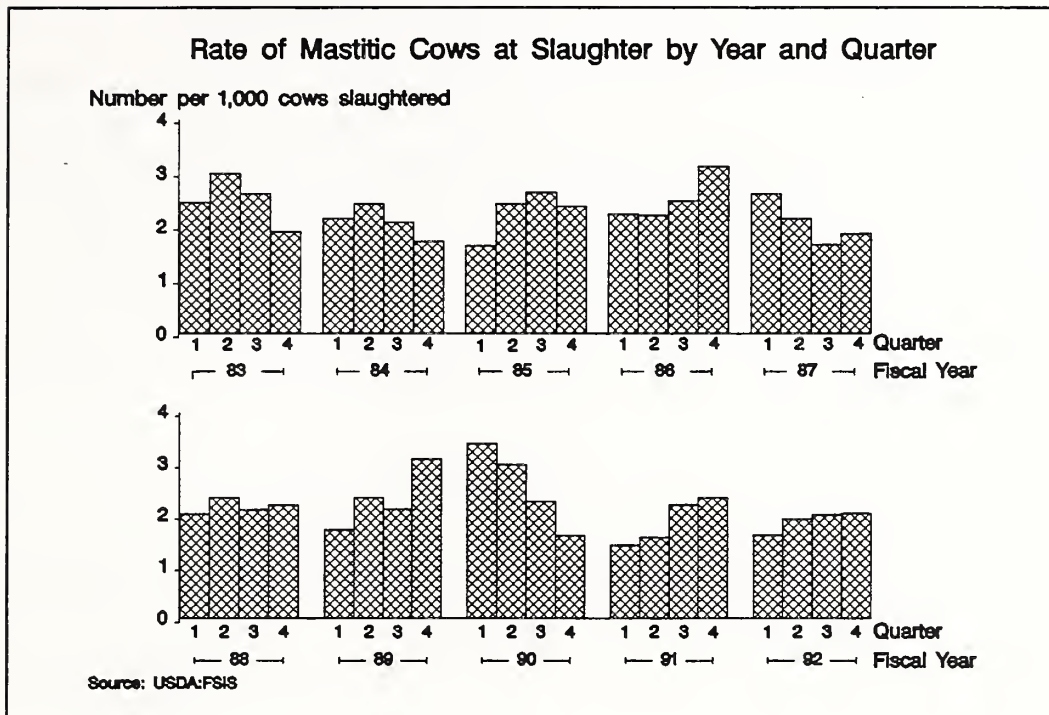 Rate of Mastitic Cows at Slaughter by Year and Quarter
Number per 1,000 cows slaughtered
4
3
2
1
0
1 2 3 4 1 2 3 4 1 2 3 4 1 2 3 4 1 2 3 4 Quarter
83 84 85 86 87 Fiscal Year
4
3
2
1
0
1 2 3 4 1 2 3 4 1 2 3 4 1 2 3 4 1 2 3 4 Quarter
88 89 90 91 92 Fiscal Year
Source: USDA:FSIS